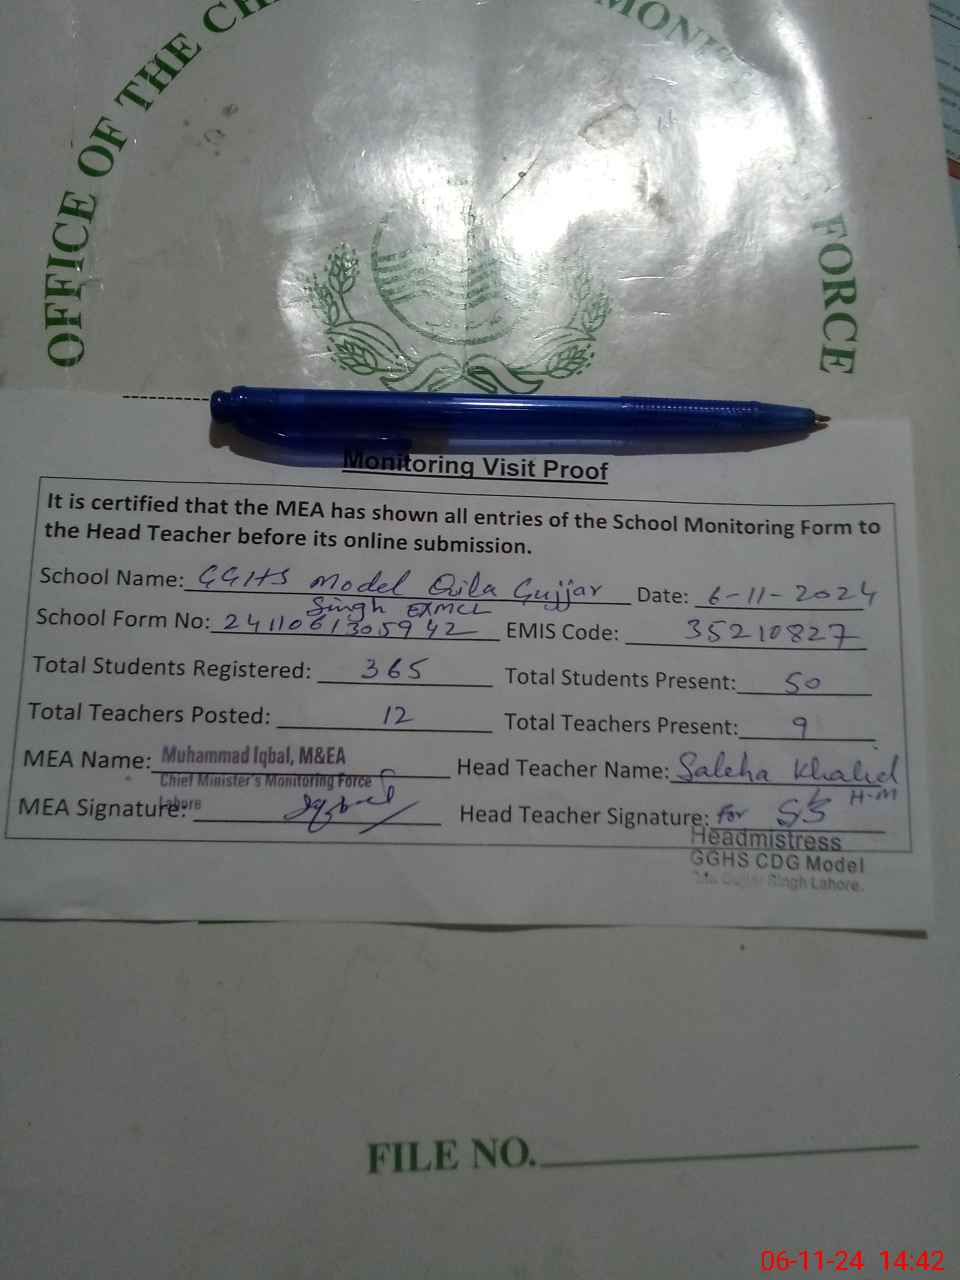 OFFICE OF THE
FORCE
Monitoring Visit Proof
It is certified that the MEA has shown all entries of the School Monitoring Form to
the Head Teacher before its online submission.
School Name: GGHS Model Qila Gujjar Date: 6-11-2024
Singh EXMCL
School Form No: 2411061305942 EMIS Code: 35210827
Total Students Registered: 365 Total Students Present: 50
Total Teachers Posted: 12 Total Teachers Present: 9
MEA Name: Muhammad Iqbal, M&EA Head Teacher Name: Saleha Khalid
Chief Minister's Monitoring Force H-M
Lahore
MEA Signature: Iqbal Head Teacher Signature: For
Headmistress
GGHS CDG Model
Singh Lahore.
FILE NO.
06-11-24 14:42